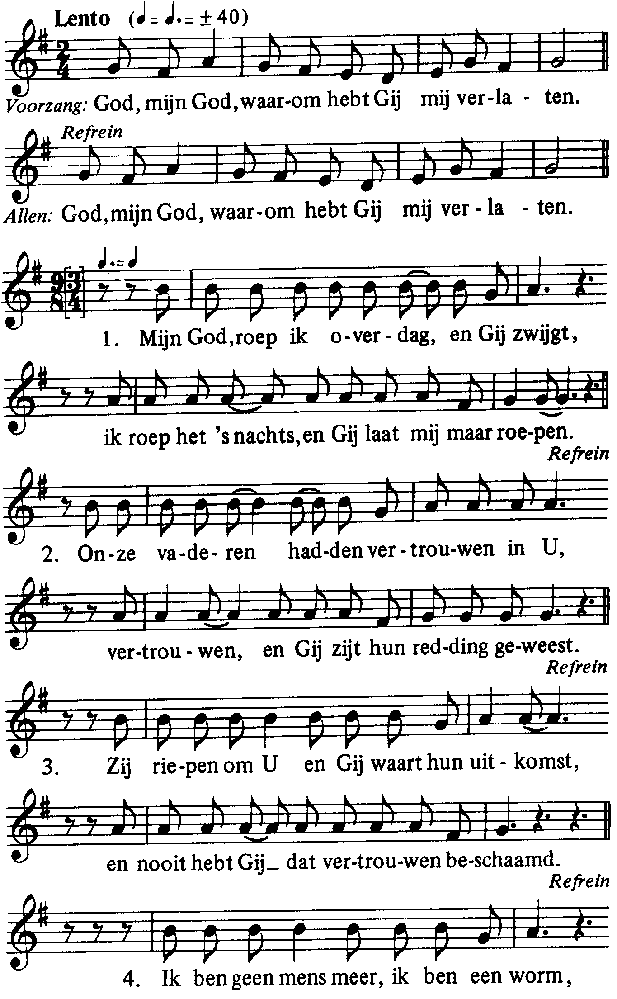 Lento (♩= ♩.= ± 40)
Voorzang: God, mijn God, waar-om hebt Gij mij ver-la - ten.
Refrein
Allen: God, mijn God, waar-om hebt Gij mij ver - la - ten.
♩.= ♩
1. Mijn God, roep ik o-ver - dag, en Gij zwijgt,
ik roep het 's nachts, en Gij laat mij maar roe-pen.
Refrein
2. On-ze va-de- ren had-den ver - trou-wen in U,
ver-trou - wen, en Gij zijt hun red-ding ge-weest.
Refrein
3. Zij rie-pen om U en Gij waart hun uit - komst,
en nooit hebt Gij_ dat ver-trou-wen be-schaamd.
Refrein
4. Ik ben geen mens meer, ik ben een worm,